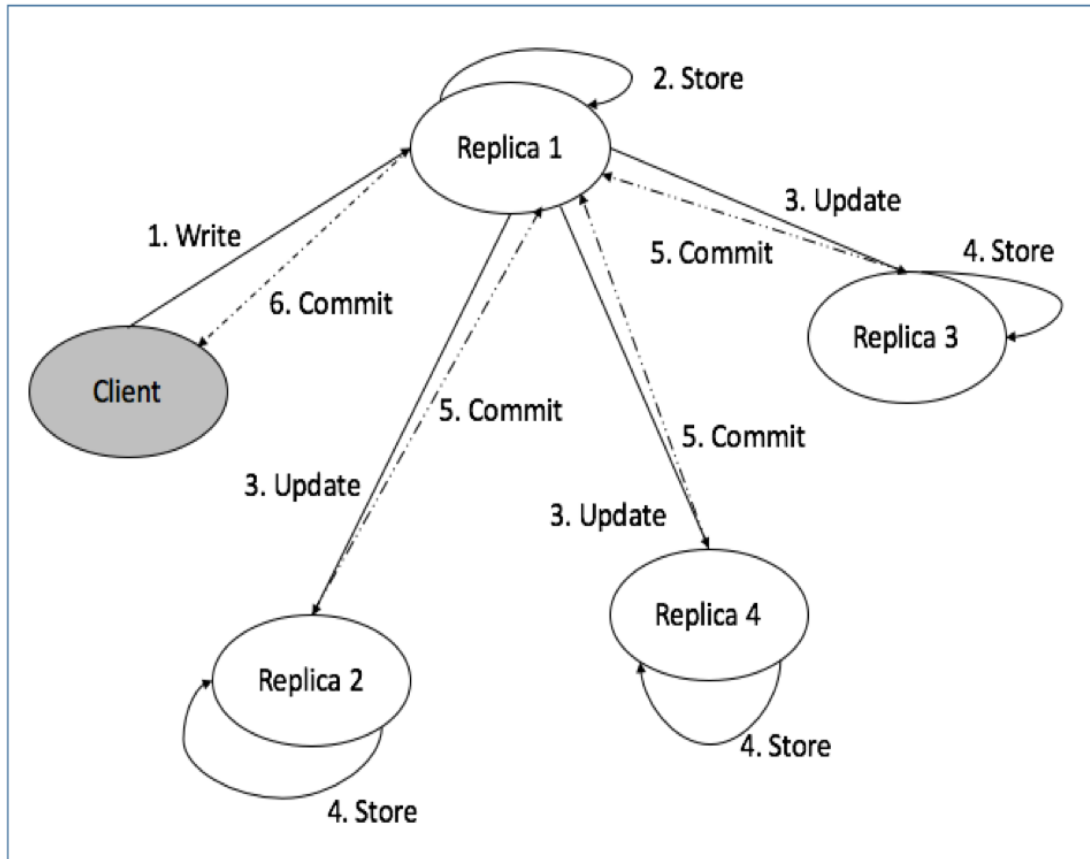 2. Store
Replica 1
3. Update
1. Write
5. Commit
4. Store
6. Commit
Replica 3
Client
5. Commit
5. Commit
3. Update
3. Update
Replica 4
Replica 2
4. Store
4. Store